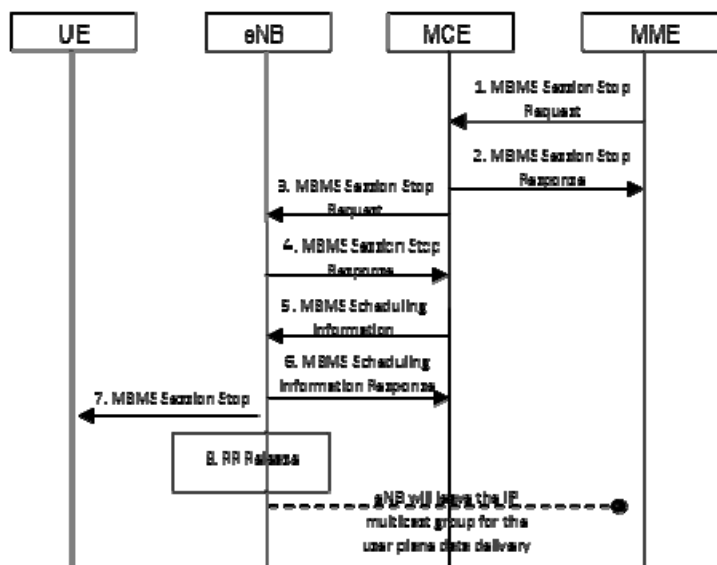 UE
eNB
MCE
MME
1. MBMS Session Stop
Request
2. MBMS Session Stop
Response
3. MBMS Session Stop
Request
4. MBMS Session Stop
Response
5. MBMS Scheduling
Information
6. MBMS Scheduling
Information Response
7. MBMS Session Stop
8. RR Release
eNB will leave the IP
multicast group for the
user plane data delivery